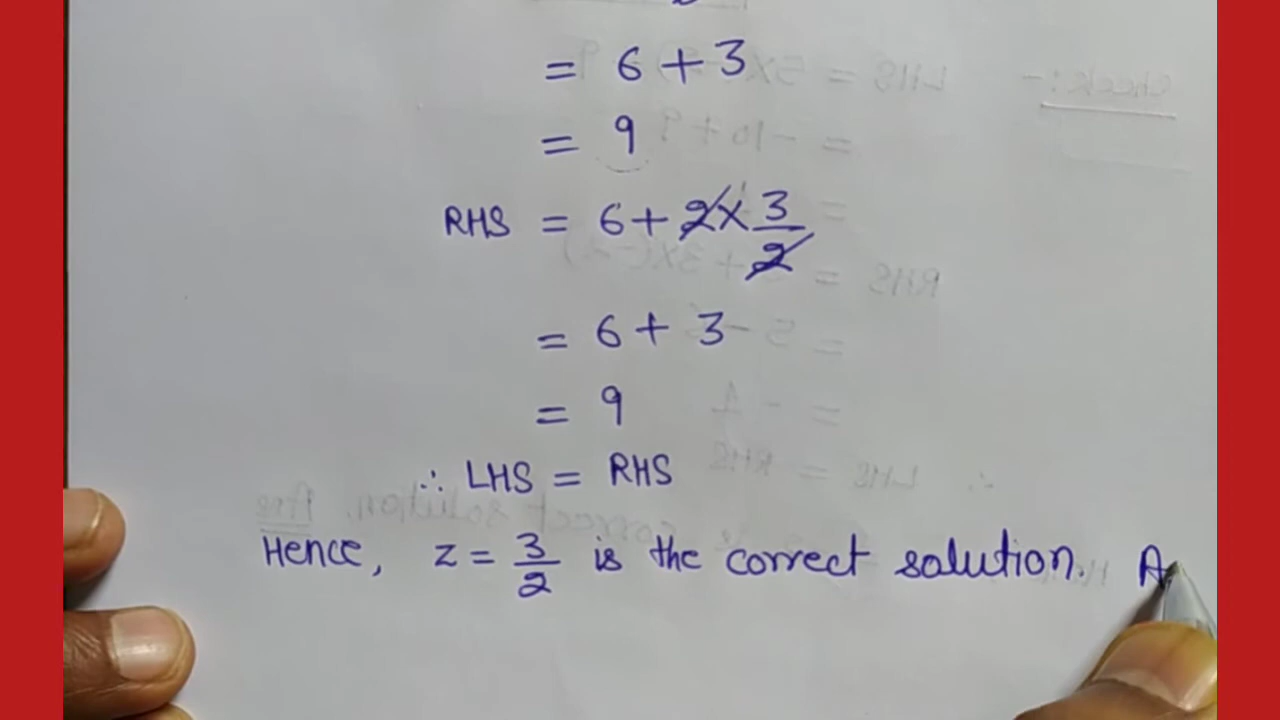 = 6 + 3
= 9
RHS = 6 + 2 × 3/2
= 6 + 3
= 9
∴ LHS = RHS
Hence, z = 3/2 is the correct solution. A